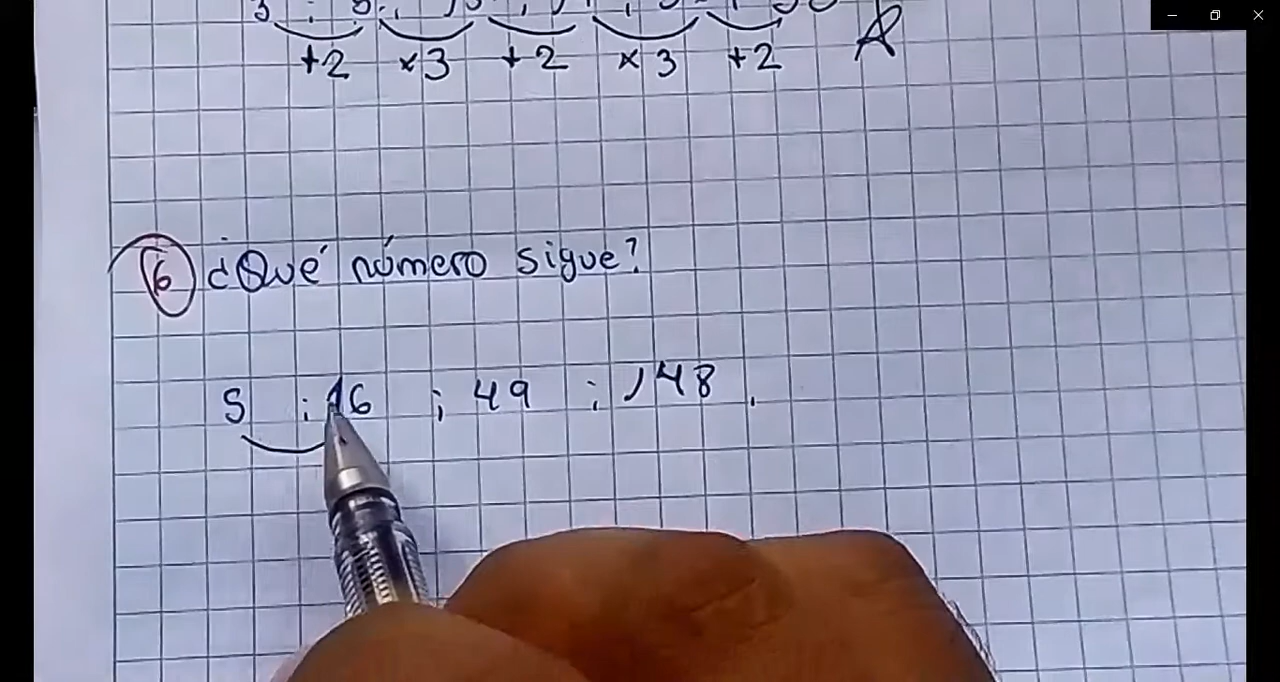 +2 ×3 +2 ×3 +2
6 ¿Qué número sigue?
5 ; 16 ; 49 ; 148 .